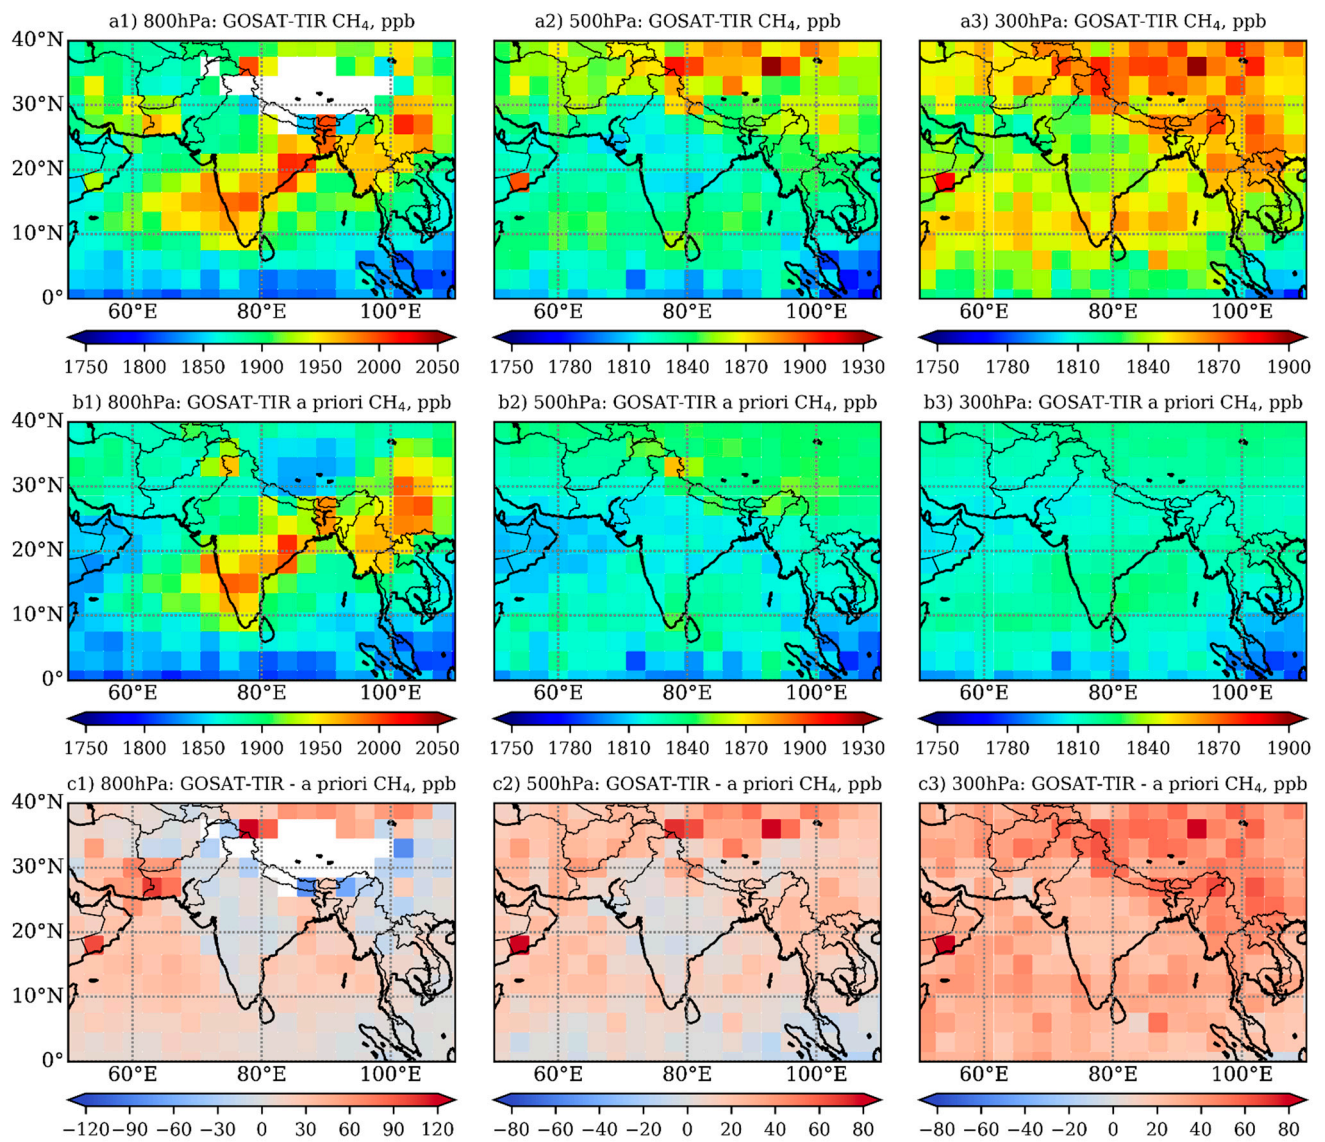 a1) 800hPa: GOSAT-TIR CH₄, ppb a2) 500hPa: GOSAT-TIR CH₄, ppb a3) 300hPa: GOSAT-TIR CH₄, ppb
40°N
30°N
20°N
10°N
0°
60°E 80°E 100°E 60°E 80°E 100°E 60°E 80°E 100°E
1750 1800 1850 1900 1950 2000 2050 1750 1780 1810 1840 1870 1900 1930 1750 1780 1810 1840 1870 1900
b1) 800hPa: GOSAT-TIR a priori CH₄, ppb b2) 500hPa: GOSAT-TIR a priori CH₄, ppb b3) 300hPa: GOSAT-TIR a priori CH₄, ppb
40°N
30°N
20°N
10°N
0°
60°E 80°E 100°E 60°E 80°E 100°E 60°E 80°E 100°E
1750 1800 1850 1900 1950 2000 2050 1750 1780 1810 1840 1870 1900 1930 1750 1780 1810 1840 1870 1900
c1) 800hPa: GOSAT-TIR - a priori CH₄, ppb c2) 500hPa: GOSAT-TIR - a priori CH₄, ppb c3) 300hPa: GOSAT-TIR - a priori CH₄, ppb
40°N
30°N
20°N
10°N
0°
60°E 80°E 100°E 60°E 80°E 100°E 60°E 80°E 100°E
−120 −90 −60 −30 0 30 60 90 120 −80 −60 −40 −20 0 20 40 60 80 −80 −60 −40 −20 0 20 40 60 80